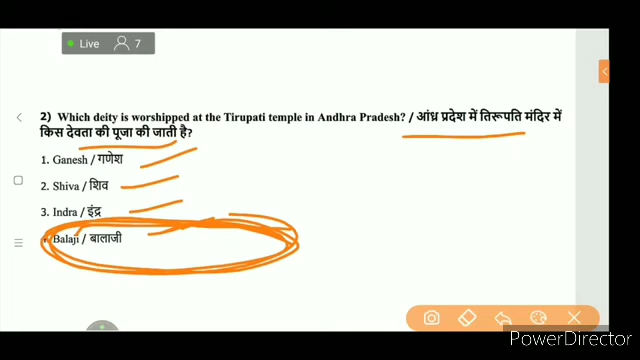 Live 7
2) Which deity is worshipped at the Tirupati temple in Andhra Pradesh? / आंध्र प्रदेश में तिरूपति मंदिर में
किस देवता की पूजा की जाती है?
1. Ganesh / गणेश
2. Shiva / शिव
3. Indra / इंद्र
Balaji / बालाजी
PowerDirector